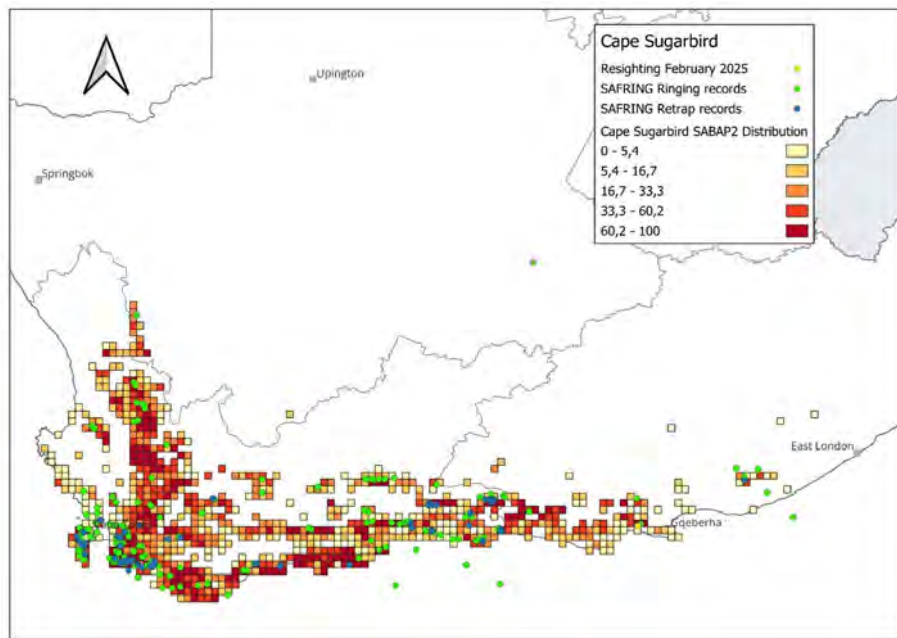 Cape Sugarbird
Resighting February 2025
SAFRING Ringing records
SAFRING Retrap records
Cape Sugarbird SABAP2 Distribution
0 - 5,4
5,4 - 16,7
16,7 - 33,3
33,3 - 60,2
60,2 - 100
Upington
Springbok
East London
Gqeberha